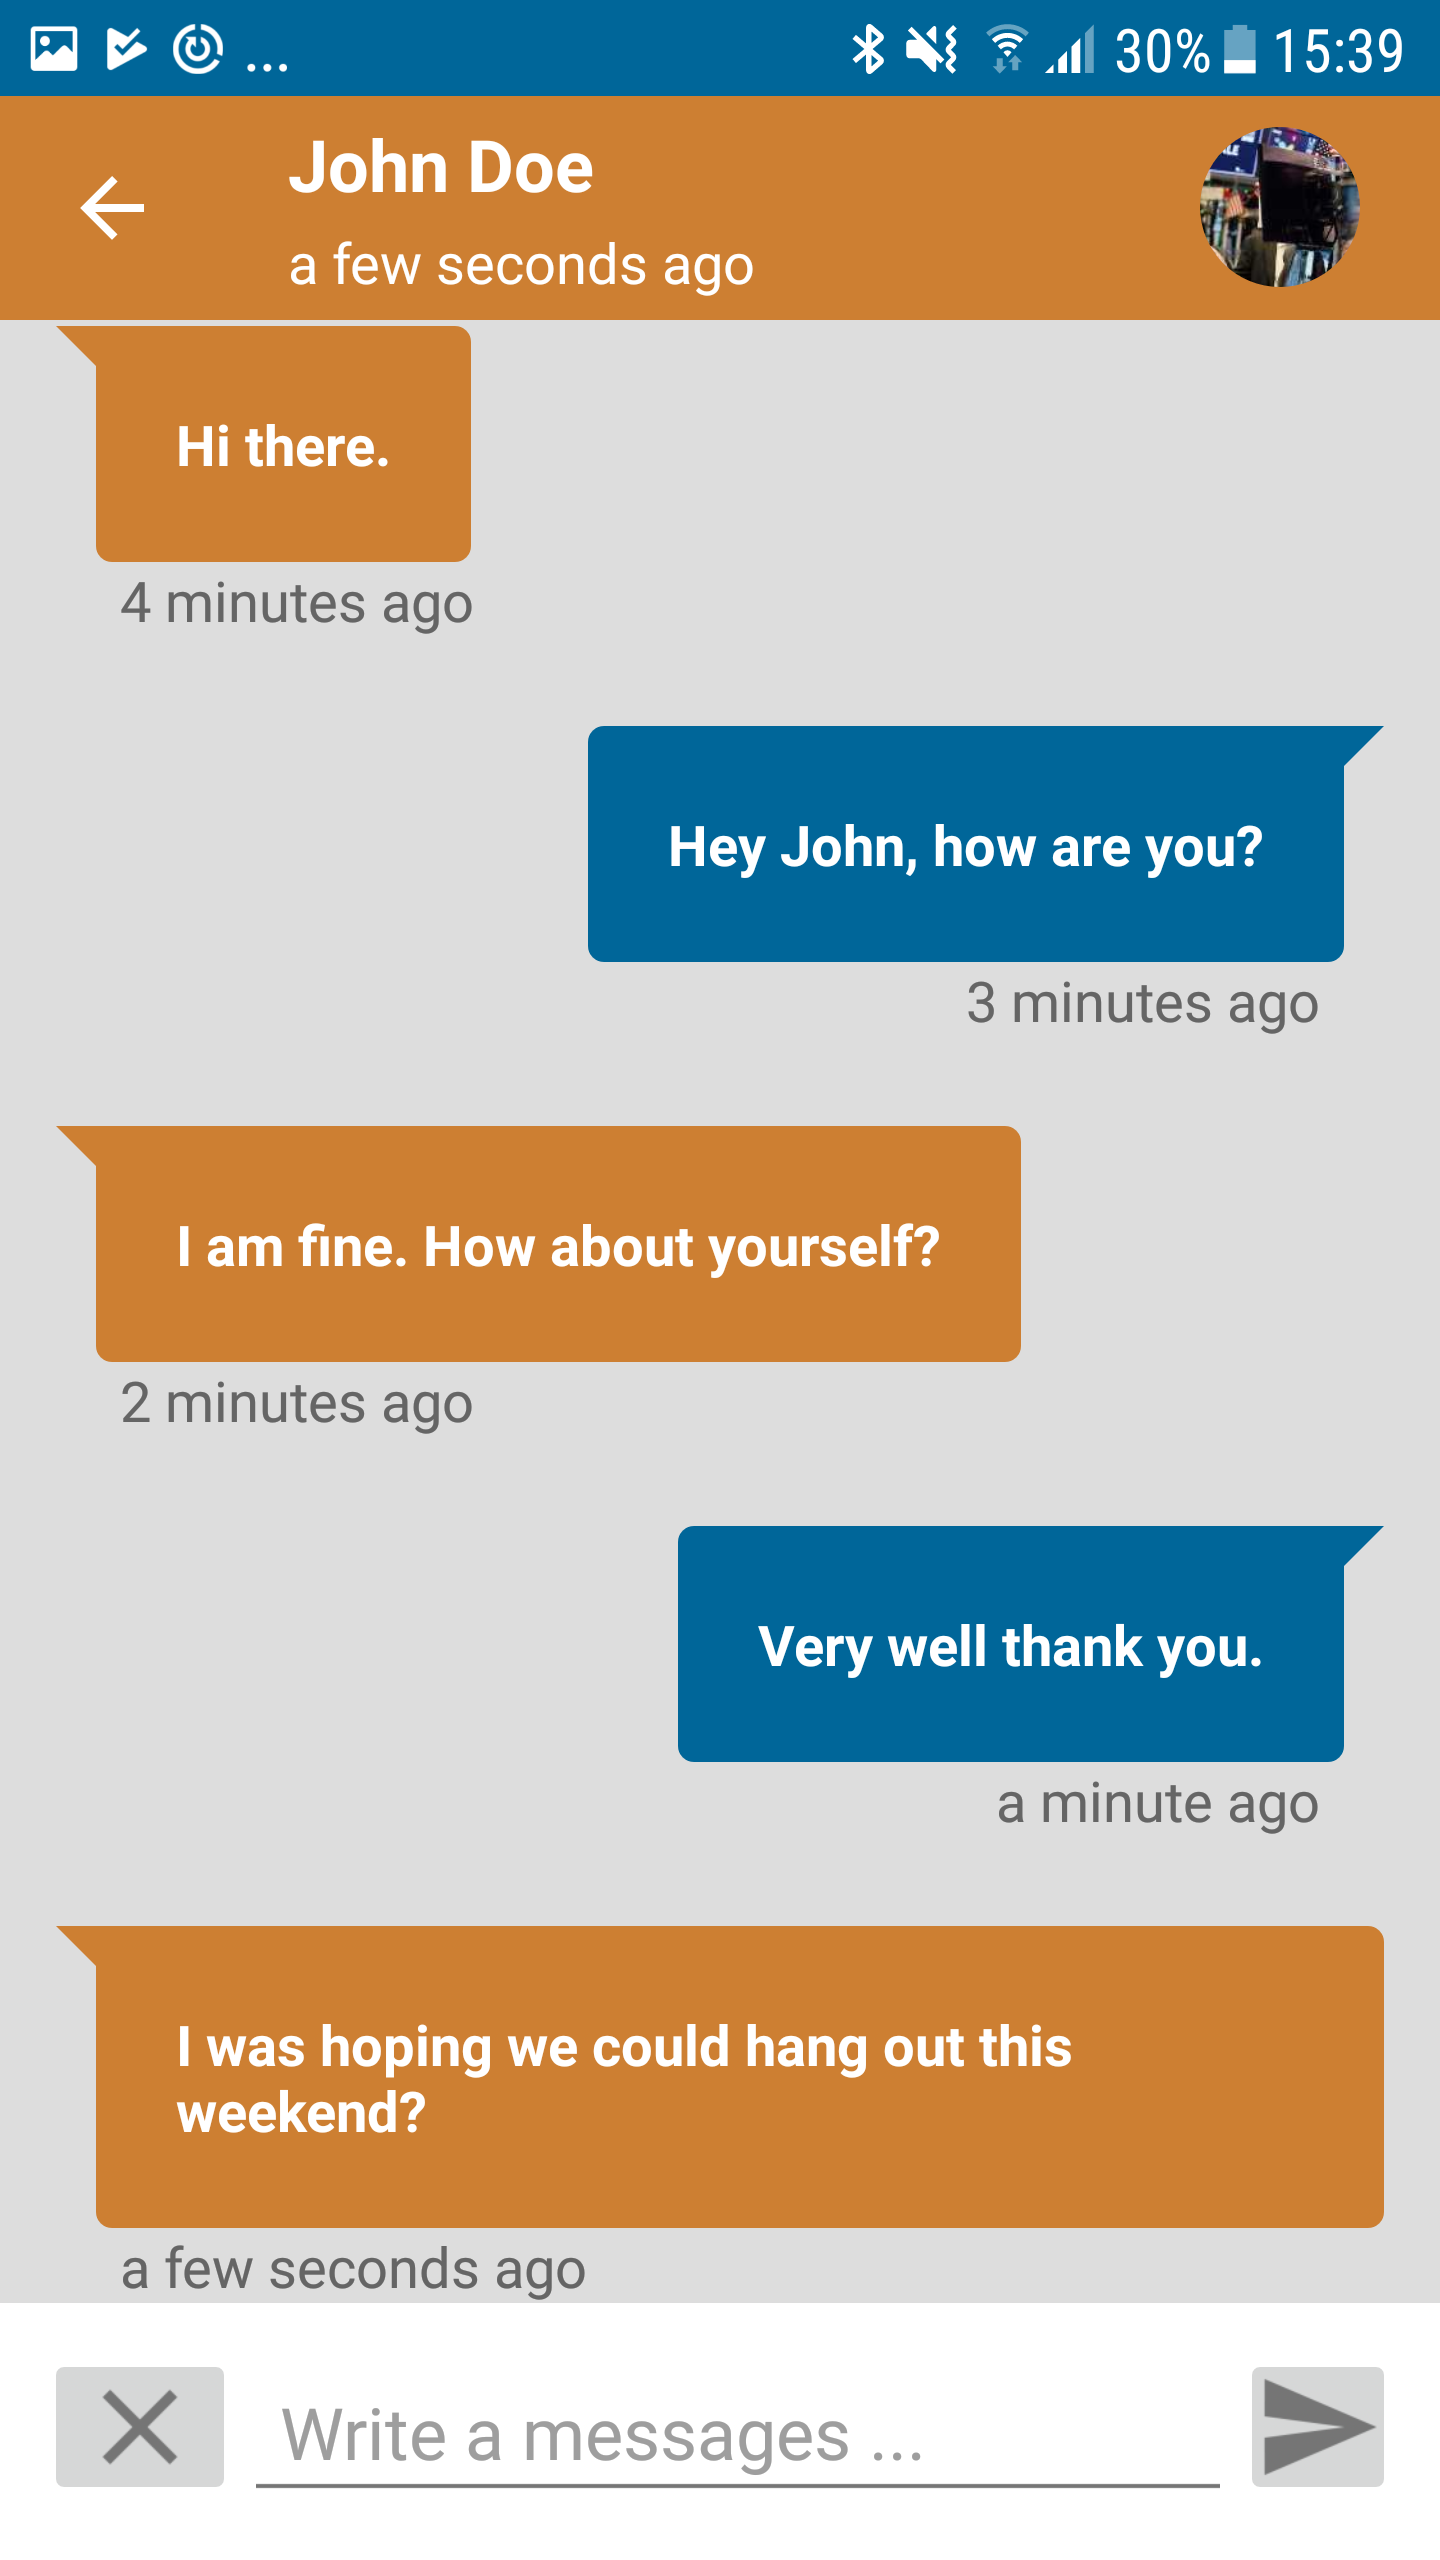 ... 30% 15:39
John Doe
a few seconds ago
Hi there.
4 minutes ago
Hey John, how are you?
3 minutes ago
I am fine. How about yourself?
2 minutes ago
Very well thank you.
a minute ago
I was hoping we could hang out this
weekend?
a few seconds ago
Write a messages ...